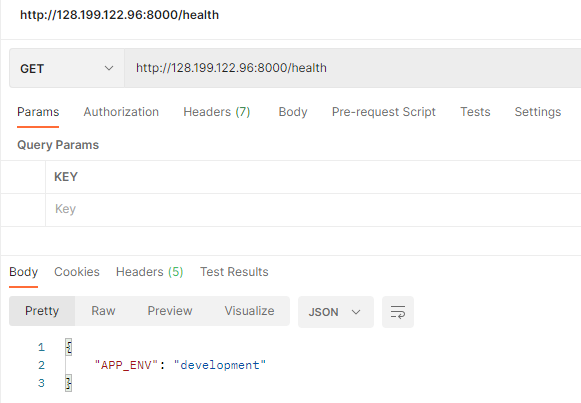 http://128.199.122.96:8000/health
GET http://128.199.122.96:8000/health
Params Authorization Headers (7) Body Pre-request Script Tests Settings
Query Params
KEY
Key
Body Cookies Headers (5) Test Results
Pretty Raw Preview Visualize JSON
1 {
2 "APP_ENV": "development"
3 }